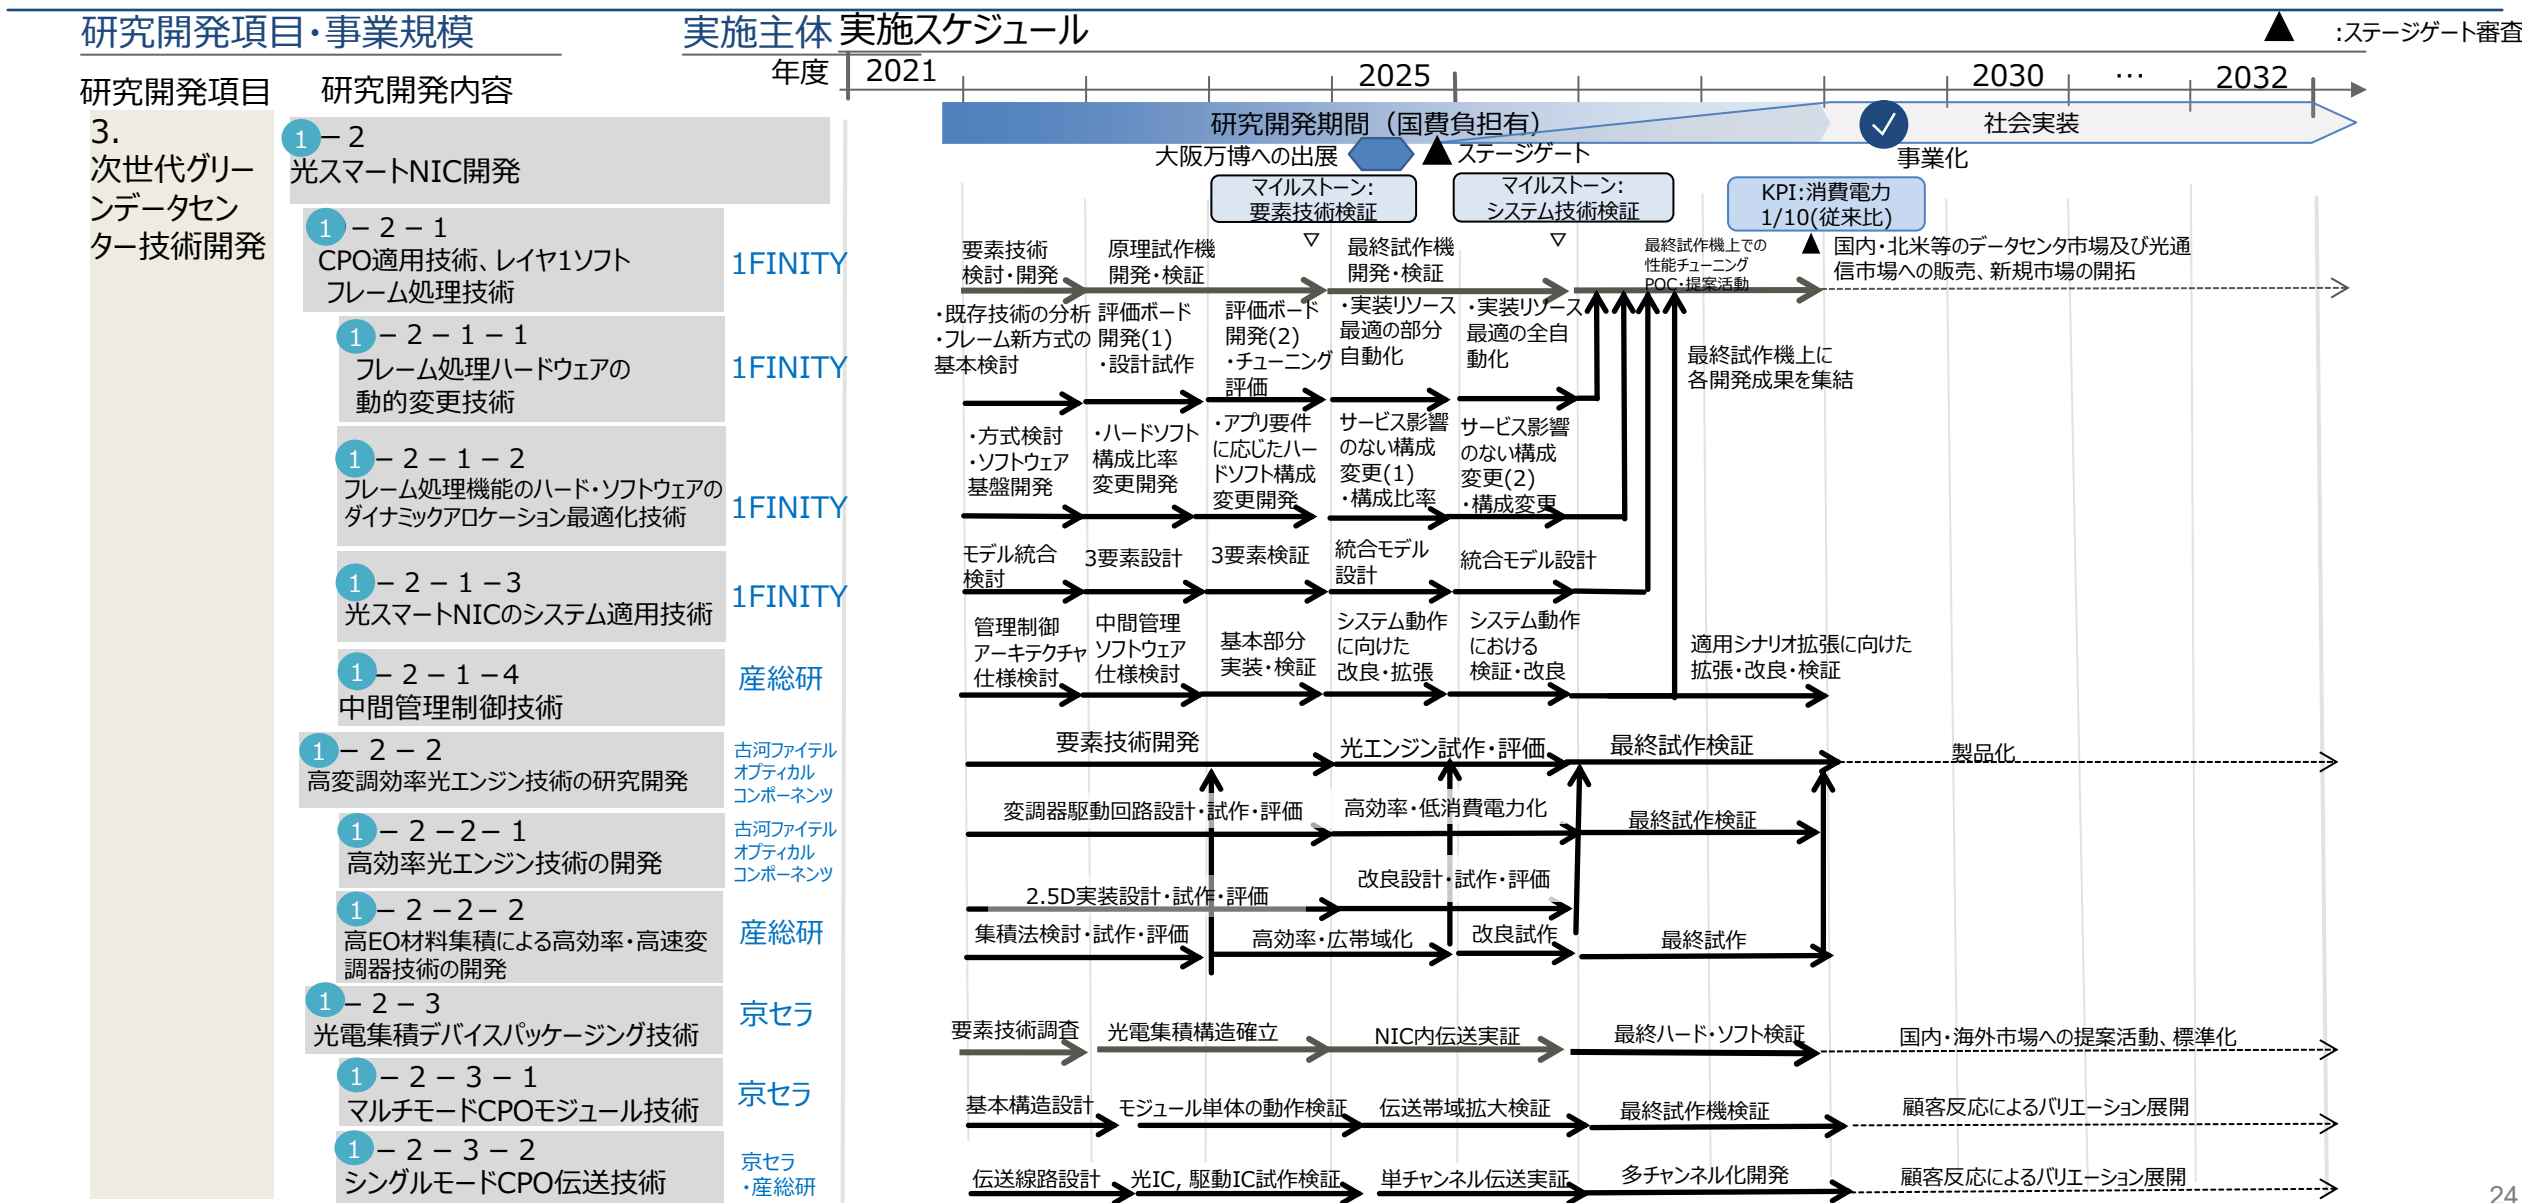 研究開発項目・事業規模
実施主体
実施スケジュール
▲ :ステージゲート審査
年度
2021
2025
2030
…
2032
研究開発項目
研究開発内容
研究開発期間（国費負担有）
社会実装
大阪万博への出展
▲ ステージゲート
事業化
マイルストーン:
要素技術検証
マイルストーン:
システム技術検証
KPI:消費電力
1/10(従来比)
3.
次世代グリー
ンデータセン
ター技術開発
1－2
光スマートNIC開発
1－2－1
CPO適用技術、レイヤ1ソフト
フレーム処理技術
1FINITY
要素技術
検討・開発
原理試作機
開発・検証
最終試作機
開発・検証
最終試作機上での
性能チューニング
POC・提案活動
国内・北米等のデータセンタ市場及び光通
信市場への販売、新規市場の開拓
1－2－1－1
フレーム処理ハードウェアの
動的変更技術
1FINITY
・既存技術の分析
・フレーム新方式の
基本検討
評価ボード
開発(1)
・設計試作
評価ボード
開発(2)
・チューニング
評価
・実装リソース
最適の部分
自動化
・実装リソース
最適の全自
動化
最終試作機上に
各開発成果を集結
1－2－1－2
フレーム処理機能のハード・ソフトウェアの
ダイナミックアロケーション最適化技術
1FINITY
・方式検討
・ソフトウェア
基盤開発
・ハードソフト
構成比率
変更開発
・アプリ要件
に応じたハー
ドソフト構成
変更開発
サービス影響
のない構成
変更(1)
・構成比率
サービス影響
のない構成
変更(2)
・構成変更
1－2－1－3
光スマートNICのシステム適用技術
1FINITY
モデル統合
検討
3要素設計
3要素検証
統合モデル
設計
統合モデル設計
1－2－1－4
中間管理制御技術
産総研
管理制御
アーキテクチャ
仕様検討
中間管理
ソフトウェア
仕様検討
基本部分
実装・検証
システム動作
に向けた
改良・拡張
システム動作
における
検証・改良
適用シナリオ拡張に向けた
拡張・改良・検証
1－2－2
高変調効率光エンジン技術の研究開発
古河ファイテル
オプティカル
コンポーネンツ
要素技術開発
光エンジン試作・評価
最終試作検証
製品化
1－2－2－1
高効率光エンジン技術の開発
古河ファイテル
オプティカル
コンポーネンツ
変調器駆動回路設計・試作・評価
高効率・低消費電力化
最終試作検証
2.5D実装設計・試作・評価
改良設計・試作・評価
1－2－2－2
高EO材料集積による高効率・高速変
調器技術の開発
産総研
集積法検討・試作・評価
高効率・広帯域化
改良試作
最終試作
1－2－3
光電集積デバイスパッケージング技術
京セラ
要素技術調査
光電集積構造確立
NIC内伝送実証
最終ハード・ソフト検証
国内・海外市場への提案活動、標準化
1－2－3－1
マルチモードCPOモジュール技術
京セラ
基本構造設計
モジュール単体の動作検証
伝送帯域拡大検証
最終試作機検証
顧客反応によるバリエーション展開
1－2－3－2
シングルモードCPO伝送技術
京セラ
・産総研
伝送線路設計
光IC, 駆動IC試作検証
単チャンネル伝送実証
多チャンネル化開発
顧客反応によるバリエーション展開
24